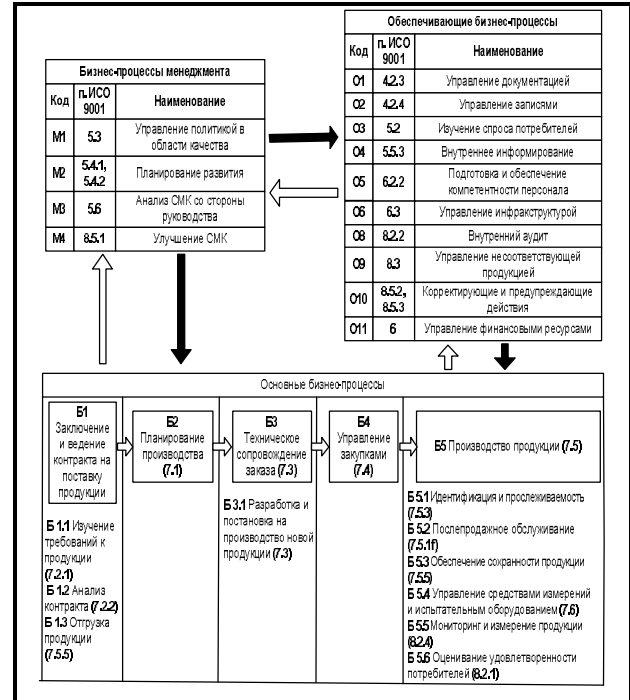 Бизнес-процессы менеджмента
Код п. ИСО 9001 Наименование
М1 5.3 Управление политикой в
области качества
М2 5.4.1,
5.4.2 Планирование развития
М3 5.6 Анализ СМК со стороны
руководства
М4 8.5.1 Улучшение СМК
Обеспечивающие бизнес-процессы
Код п. ИСО 9001 Наименование
О1 4.2.3 Управление документацией
О2 4.2.4 Управление записями
О3 5.2 Изучение спроса потребителей
О4 5.5.3 Внутреннее информирование
О5 6.2.2 Подготовка и обеспечение
компетентности персонала
О6 6.3 Управление инфраструктурой
О8 8.2.2 Внутренний аудит
О9 8.3 Управление несоответствующей
продукцией
О10 8.5.2,
8.5.3 Корректирующие и предупреждающие
действия
О11 6 Управление финансовыми ресурсами
Основные бизнес-процессы
Б1
Заключение
и ведение
контракта на
поставку
продукции
Б 1.1 Изучение
требований к
продукции
(7.2.1)
Б 1.2 Анализ
контракта (7.2.2)
Б 1.3 Отгрузка
продукции
(7.5.5)
Б2
Планирование
производства
(7.1)
Б3
Техническое
сопровождение
заказа (7.3)
Б 3.1 Разработка и
постановка на
производство новой
продукции (7.3)
Б4
Управление
закупками
(7.4)
Б5 Производство продукции (7.5)
Б 5.1 Идентификация и прослеживаемость
(7.5.3)
Б 5.2 Послепродажное обслуживание
(7.5.1f)
Б 5.3 Обеспечение сохранности продукции
(7.5.5)
Б 5.4 Управление средствами измерений
и испытательным оборудованием (7.6)
Б 5.5 Мониторинг и измерение продукции
(8.2.4)
Б 5.6 Оценивание удовлетворенности
потребителей (8.2.1)